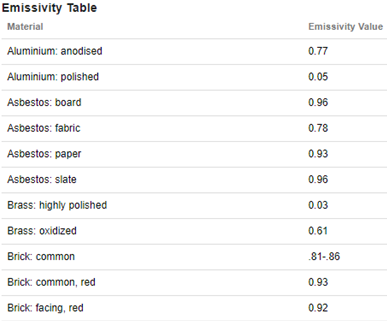 Emissivity Table
Material Emissivity Value
Aluminium: anodised 0.77
Aluminium: polished 0.05
Asbestos: board 0.96
Asbestos: fabric 0.78
Asbestos: paper 0.93
Asbestos: slate 0.96
Brass: highly polished 0.03
Brass: oxidized 0.61
Brick: common .81-.86
Brick: common, red 0.93
Brick: facing, red 0.92